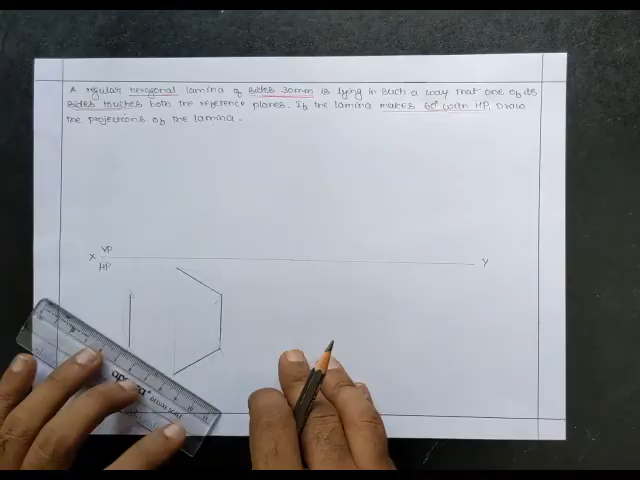 A regular hexagonal lamina of sides 30mm is lying in such a way that one of its
sides touches both the reference planes. If the lamina makes 60° with HP, Draw
the projections of the lamina.
X VP
HP
Y